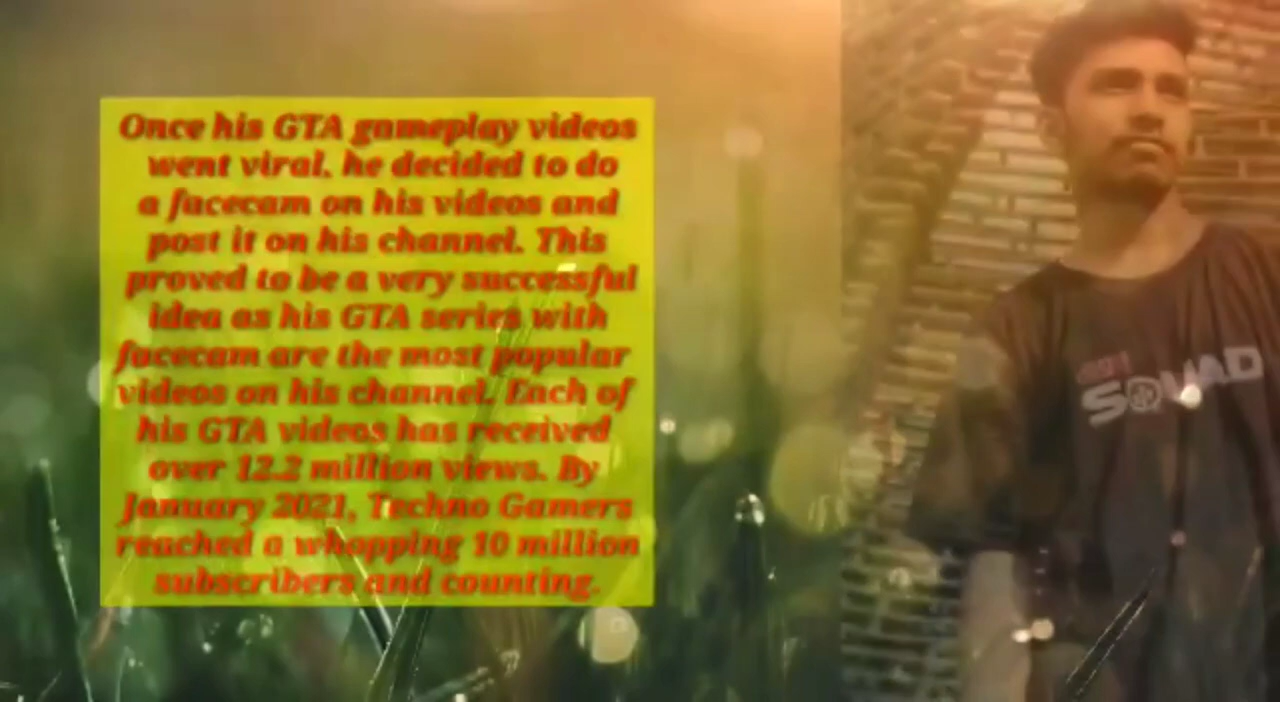 Once his GTA gameplay videos
went viral, he decided to do
a facecam on his videos and
post it on his channel. This
proved to be a very successful
idea as his GTA series with
facecam are the most popular
videos on his channel. Each of
his GTA videos has received
over 12.2 million views. By
January 2021, Techno Gamers
reached a whopping 10 million
subscribers and counting.
SQUAD